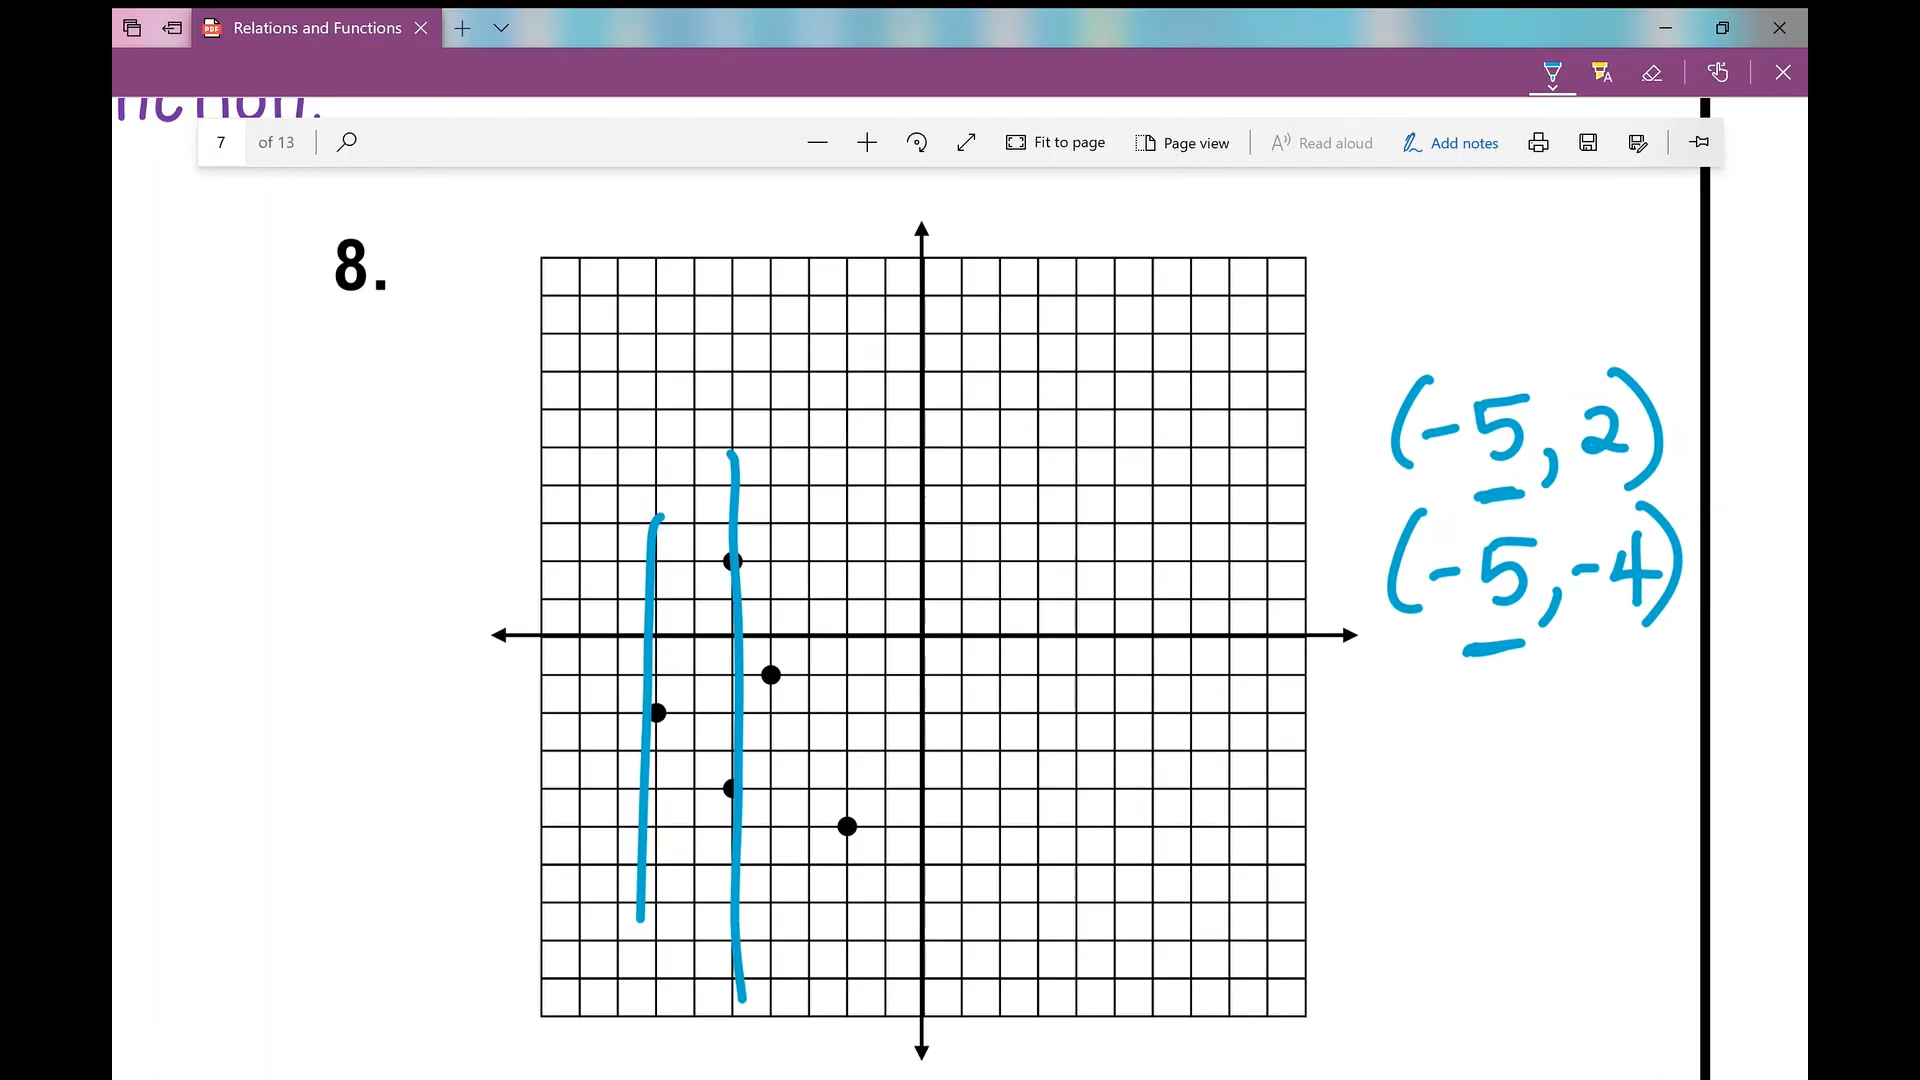 Relations and Functions
nction.
7 of 13
Fit to page
Page view
Read aloud
Add notes
8.
(-5, 2)
(-5, -4)